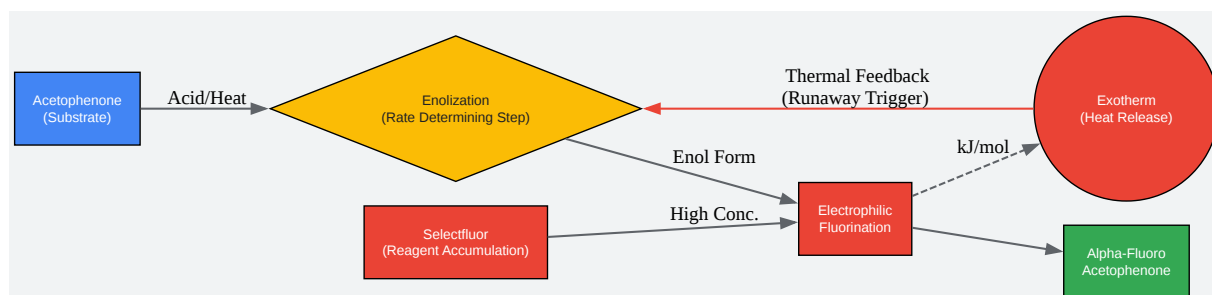 Acetophenone
(Substrate)
Acid/Heat
Enolization
(Rate Determining Step)
Thermal Feedback
(Runaway Trigger)
Exotherm
(Heat Release)
Enol Form
kJ/mol
Selectfluor
(Reagent Accumulation)
High Conc.
Electrophilic
Fluorination
Alpha-Fluoro
Acetophenone